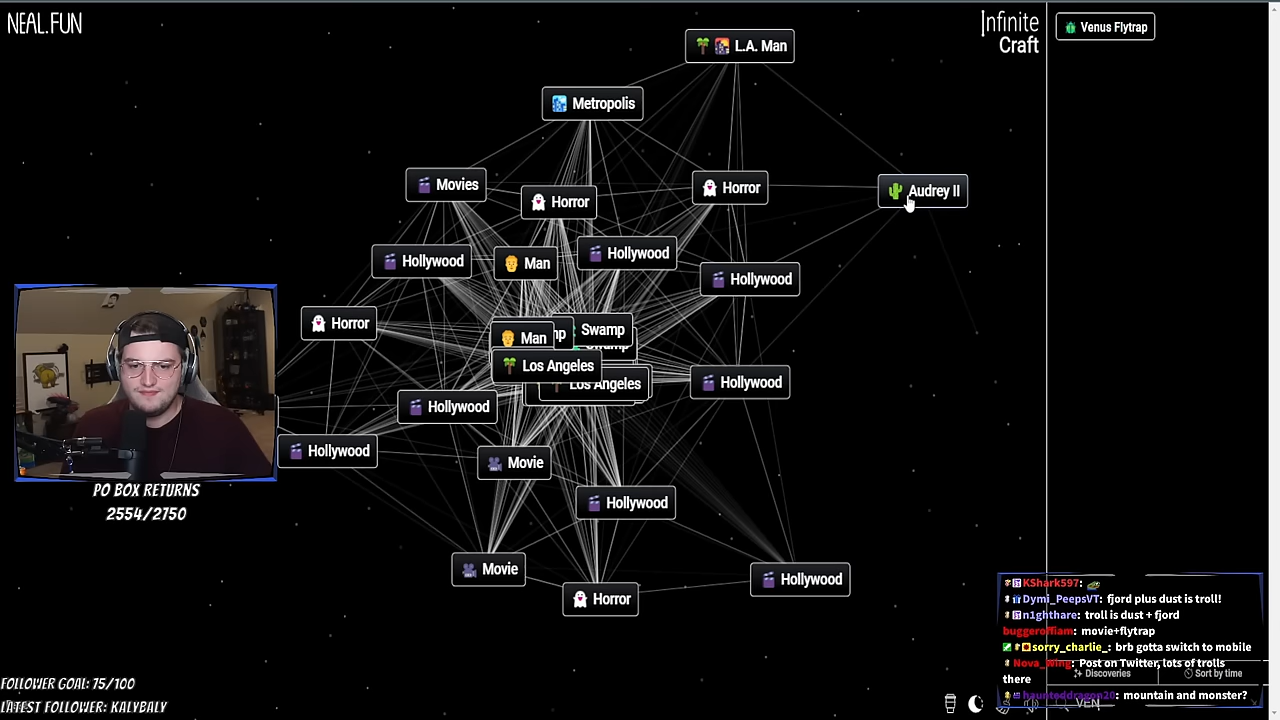 NEAL.FUN
Infinite
Craft
Venus Flytrap
L.A. Man
Metropolis
Movies
Horror
Horror
Audrey II
Hollywood
Man
Hollywood
Hollywood
Horror
Swamp
Man
Los Angeles
Los Angeles
Hollywood
Hollywood
Hollywood
Movie
Hollywood
Movie
Horror
Hollywood
PO BOX RETURNS
2554/2750
KShark597:
Dymi_PeepsVT: fjord plus dust is troll!
n1ghthare: troll is dust + fjord
buggeroffiam: movie+flytrap
sorry_charlie_: brb gotta switch to mobile
Nova_Wing: Post on Twitter, lots of trolls
there
Discoveries
Sort by time
haunteddragon20: mountain and monster?
VEN
FOLLOWER GOAL: 75/100
LATEST FOLLOWER: KALYBALY